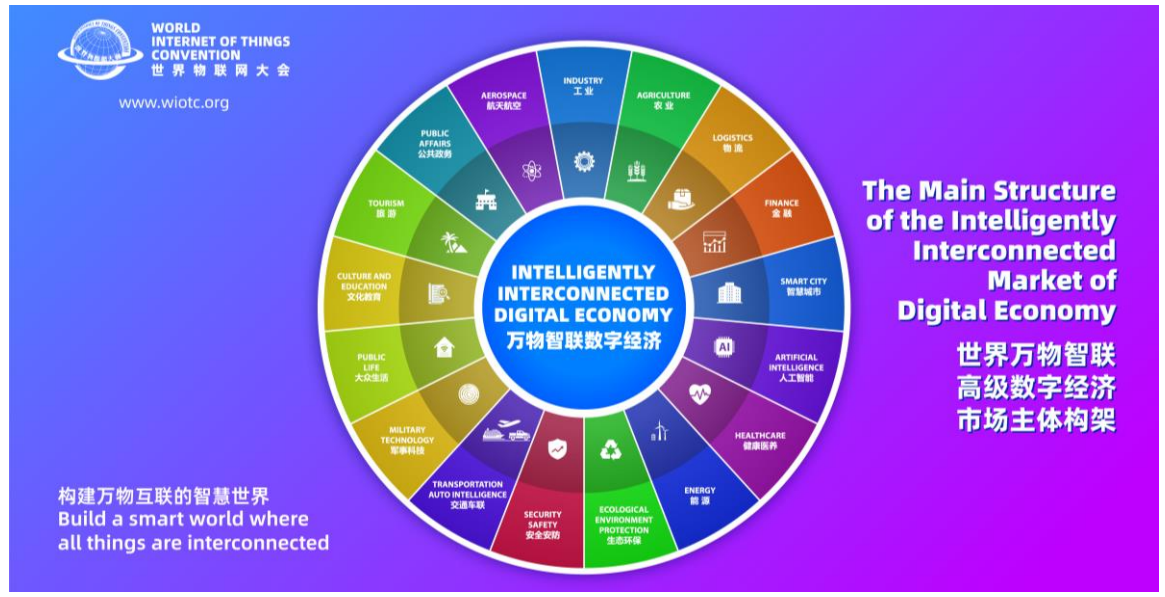 WORLD
INTERNET OF THINGS
CONVENTION
世界物联网大会
www.wiotc.org
INDUSTRY
工业
AGRICULTURE
农业
LOGISTICS
物流
FINANCE
金融
SMART CITY
智慧城市
ARTIFICIAL
INTELLIGENCE
人工智能
AI
HEALTHCARE
健康医养
ENERGY
能源
ECOLOGICAL
ENVIRONMENT
PROTECTION
生态环保
SECURITY
SAFETY
安全安防
TRANSPORTATION
AUTO INTELLIGENCE
交通车联
MILITARY
TECHNOLOGY
军事科技
PUBLIC
LIFE
大众生活
CULTURE AND
EDUCATION
文化教育
TOURISM
旅游
PUBLIC
AFFAIRS
公共政务
AEROSPACE
航天航空
INTELLIGENTLY
INTERCONNECTED
DIGITAL ECONOMY
万物智联数字经济
The Main Structure
of the Intelligently
Interconnected
Market of
Digital Economy
世界万物智联
高级数字经济
市场主体构架
构建万物互联的智慧世界
Build a smart world where
all things are interconnected